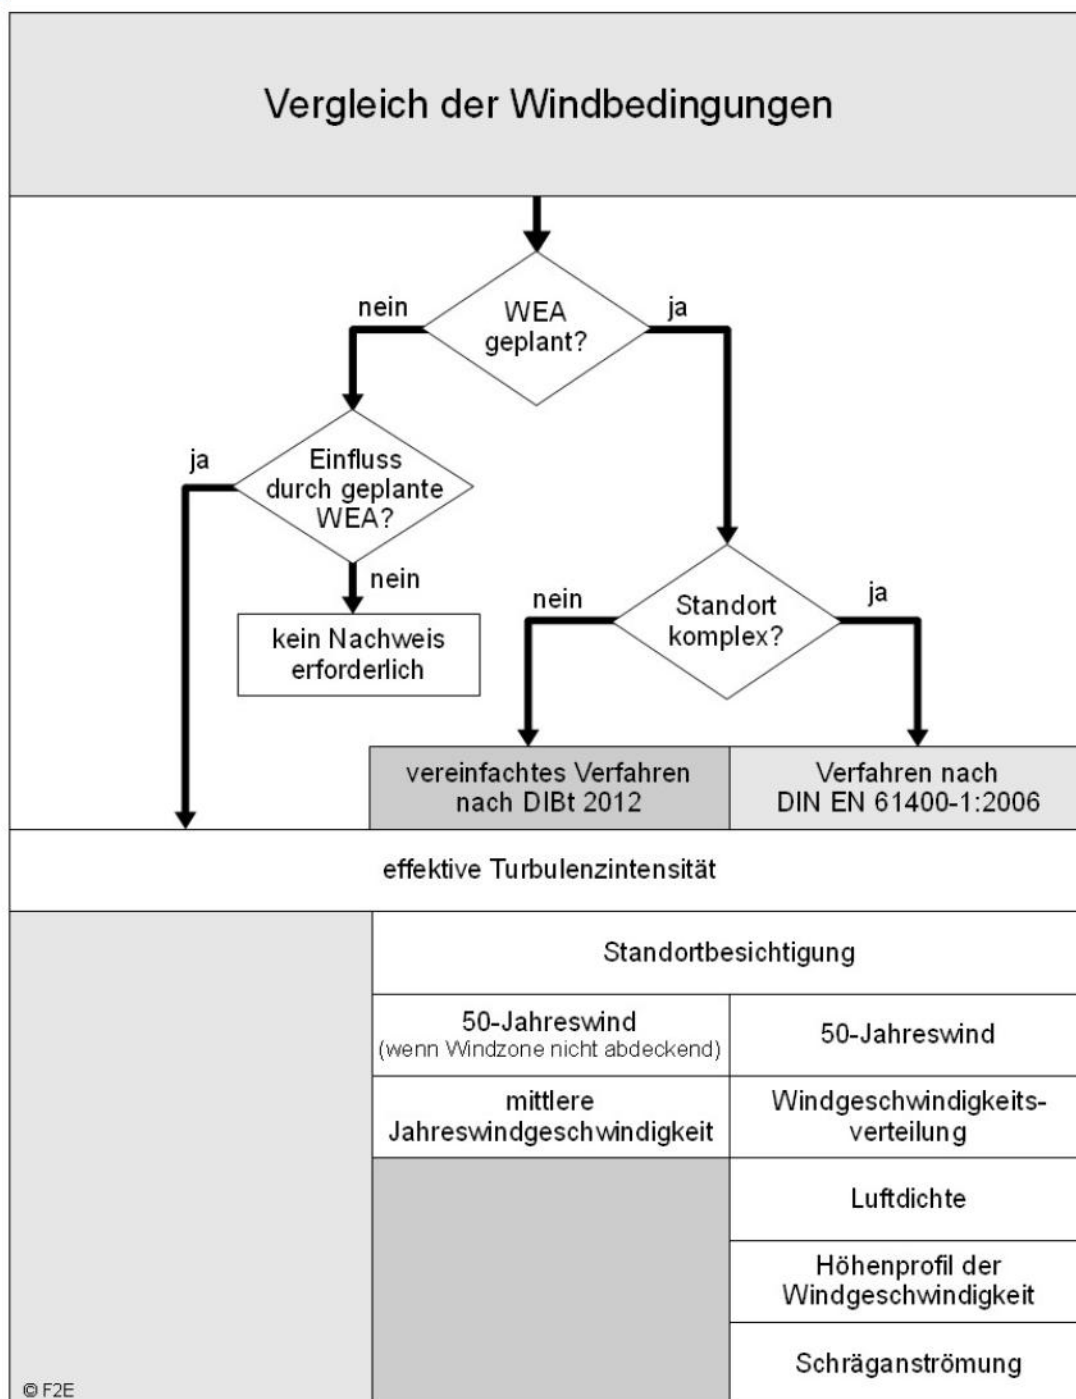 Vergleich der Windbedingungen
WEA
geplant?
nein
ja
Einfluss
durch geplante
WEA?
ja
nein
kein Nachweis
erforderlich
Standort
komplex?
nein
ja
vereinfachtes Verfahren
nach DIBt 2012
Verfahren nach
DIN EN 61400-1:2006
effektive Turbulenzintensität
Standortbesichtigung
50-Jahreswind
(wenn Windzone nicht abdeckend)
50-Jahreswind
mittlere
Jahreswindgeschwindigkeit
Windgeschwindigkeits-
verteilung
Luftdichte
Höhenprofil der
Windgeschwindigkeit
Schräganströmung
© F2E